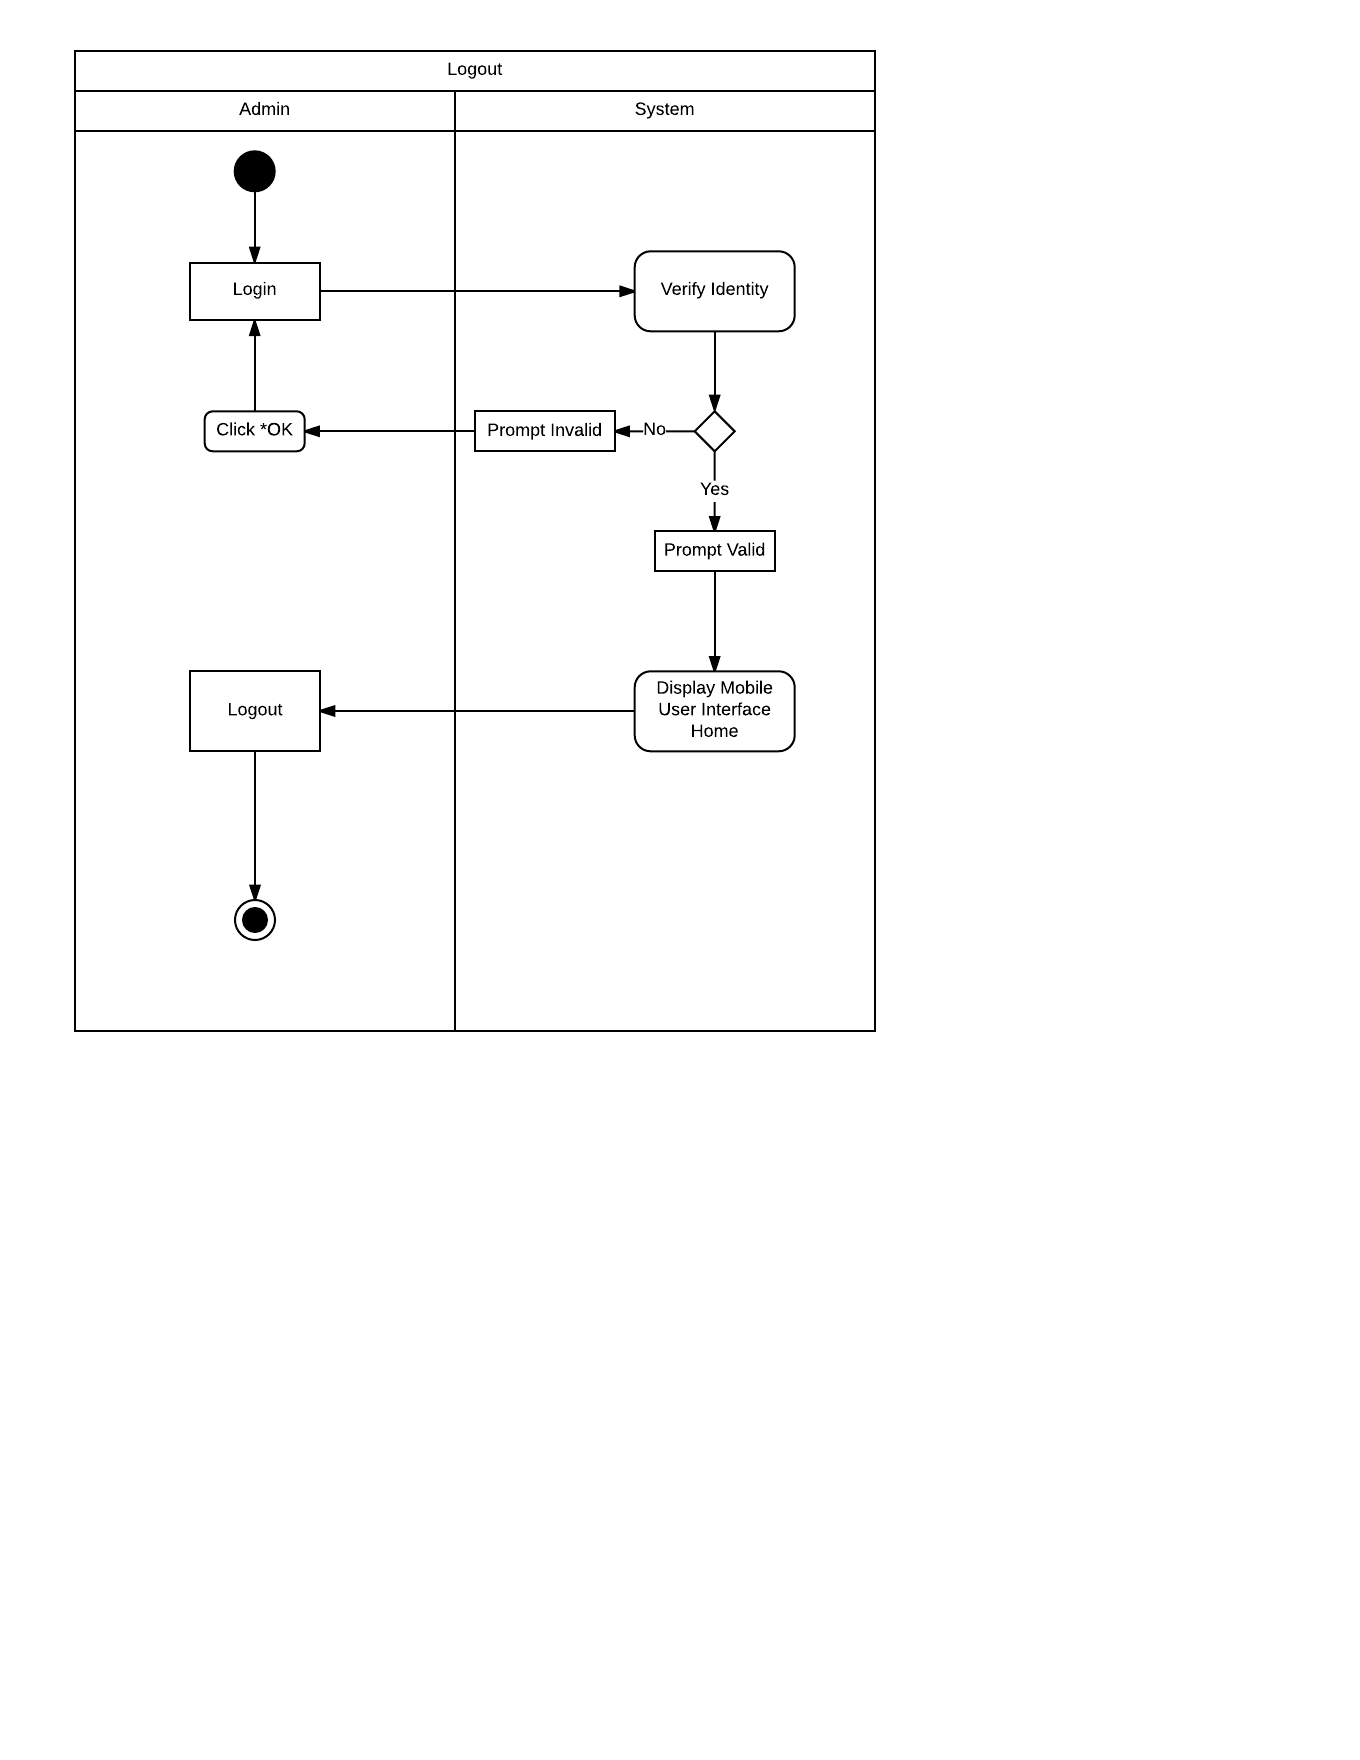 Logout
Admin
System
Login
Verify Identity
Click *OK
Prompt Invalid
No
Yes
Prompt Valid
Logout
Display Mobile
User Interface
Home